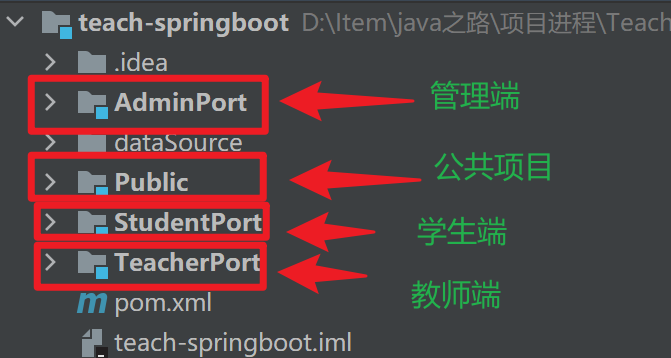 teach-springboot D:\Item\java之路\项目进程\Teac
.idea
AdminPort 管理端
dataSource
Public 公共项目
StudentPort 学生端
TeacherPort 教师端
m pom.xml
teach-springboot.iml